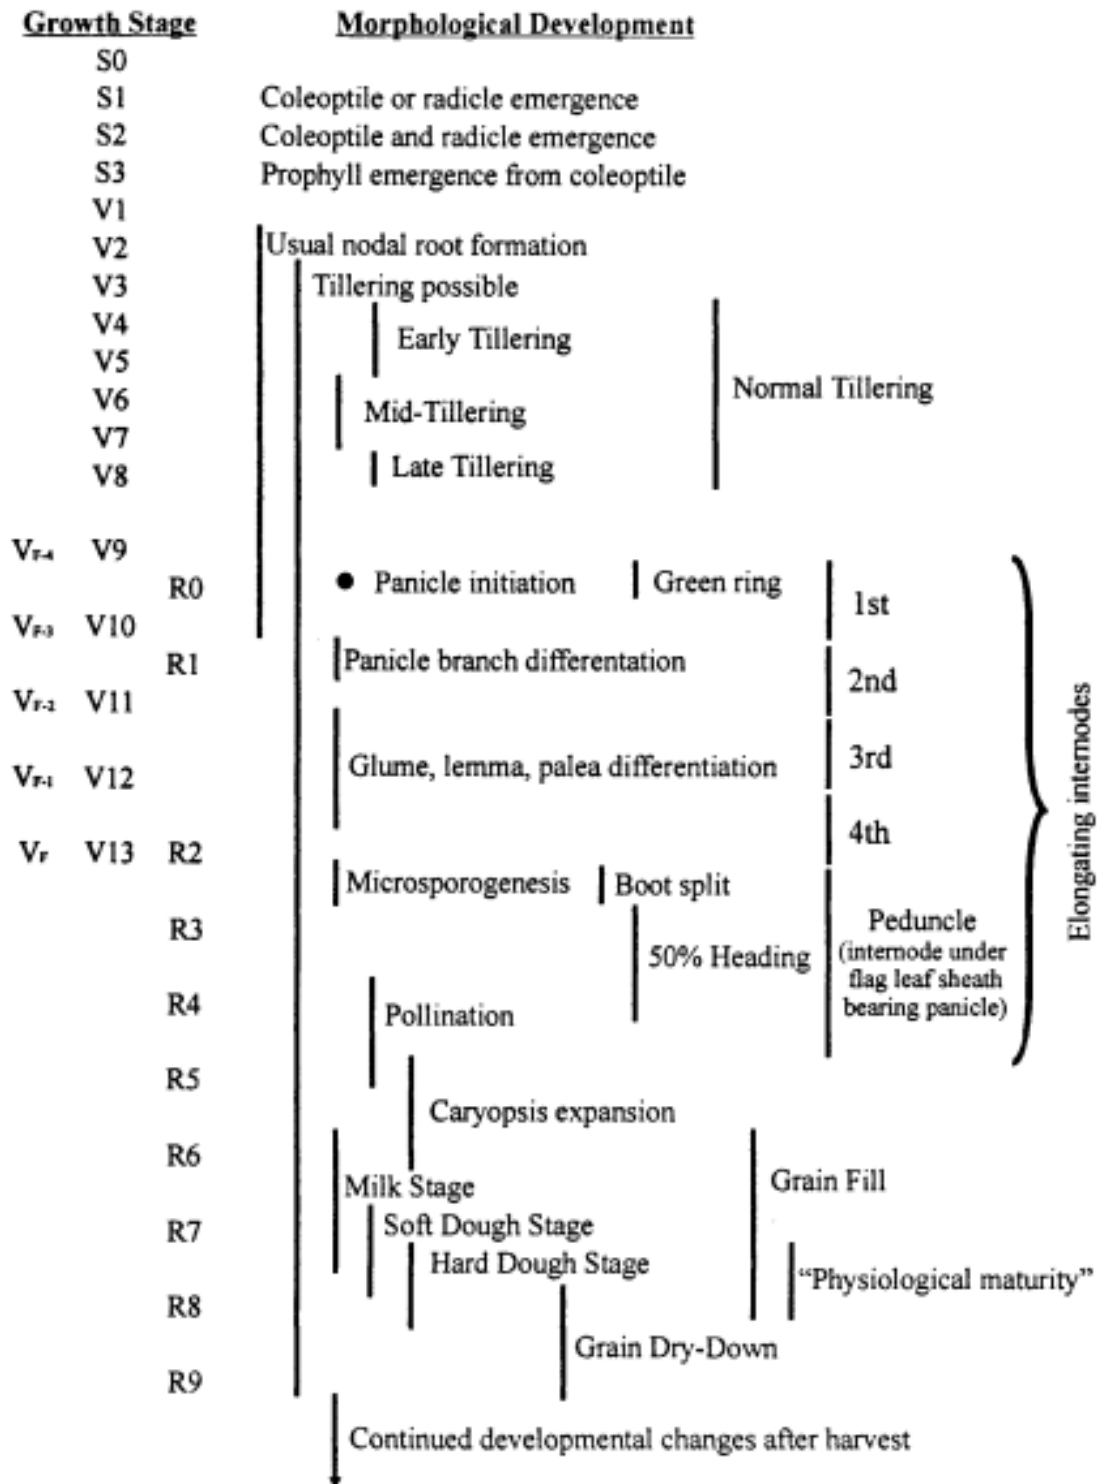 Growth Stage Morphological Development
S0
S1 Coleoptile or radicle emergence
S2 Coleoptile and radicle emergence
S3 Prophyll emergence from coleoptile
V1
V2 Usual nodal root formation
V3 Tillering possible
V4
Early Tillering
V5
Normal Tillering
V6
Mid-Tillering
V7
V8 Late Tillering
VF-4 V9
R0 Panicle initiation Green ring 1st
VF-3 V10
R1 Panicle branch differentation 2nd
VF-2 V11
Glume, lemma, palea differentiation 3rd
VF-1 V12
4th
VF V13 R2
Microsporogenesis Boot split
R3 Peduncle
50% Heading (internode under
flag leaf sheath
R4 bearing panicle)
Pollination
Elongating internodes
R5
Caryopsis expansion
R6
Milk Stage Grain Fill
R7 Soft Dough Stage
Hard Dough Stage
"Physiological maturity"
R8
Grain Dry-Down
R9
Continued developmental changes after harvest